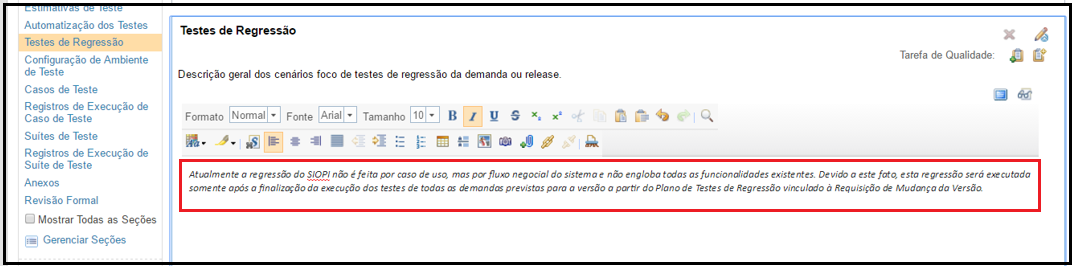 Estimativas de Teste
Automatização dos Testes
Testes de Regressão
Configuração de Ambiente
de Teste
Casos de Teste
Registros de Execução de
Caso de Teste
Suítes de Teste
Registros de Execução de
Suíte de Teste
Anexos
Revisão Formal
Mostrar Todas as Seções
Gerenciar Seções
Testes de Regressão
Tarefa de Qualidade:
Descrição geral dos cenários foco de testes de regressão da demanda ou release.
Formato Normal Fonte Arial Tamanho 10 B I U S
Atualmente a regressão do SIOPI não é feita por caso de uso, mas por fluxo negocial do sistema e não engloba todas as funcionalidades existentes. Devido a este fato, esta regressão será executada
somente após a finalização da execução dos testes de todas as demandas previstas para a versão a partir do Plano de Testes de Regressão vinculado à Requisição de Mudança da Versão.